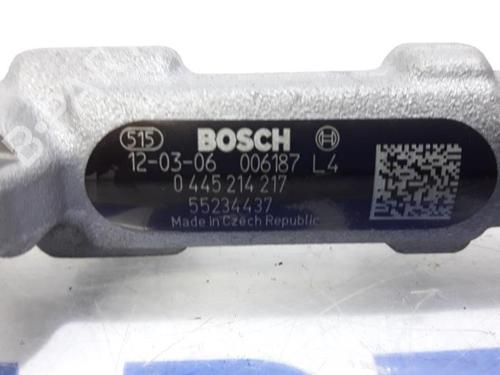 515 BOSCH
12-03-06 006187 L4
0 445 214 217
55234437
Made in Czech Republic